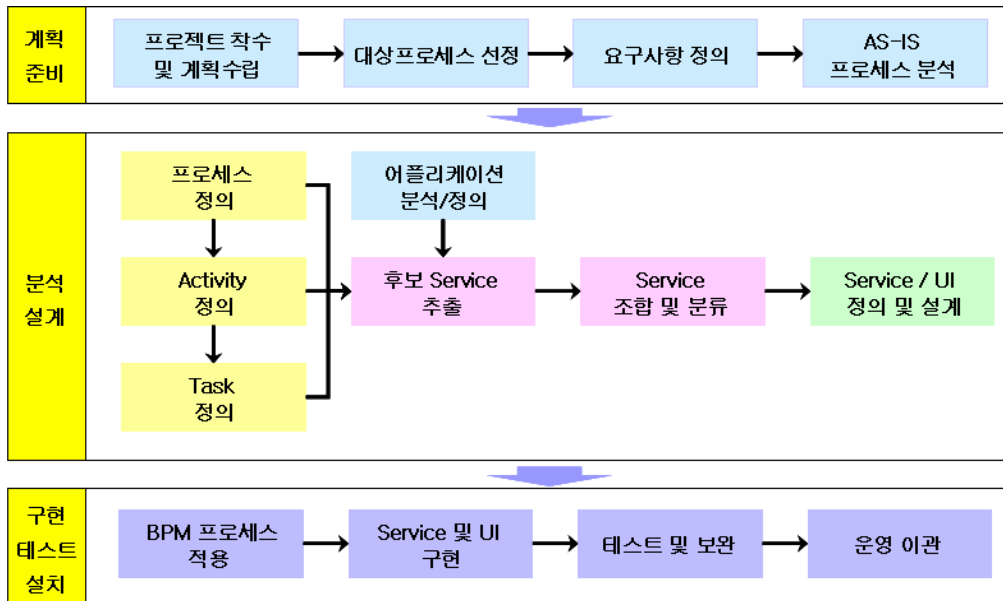 계획
준비
프로젝트 착수
및 계획수립
대상프로세스 선정
요구사항 정의
AS-IS
프로세스 분석
분석
설계
프로세스
정의
어플리케이션
분석/정의
Activity
정의
후보 Service
추출
Service
조합 및 분류
Service / UI
정의 및 설계
Task
정의
구현
테스트
설치
BPM 프로세스
적용
Service 및 UI
구현
테스트 및 보완
운영 이관